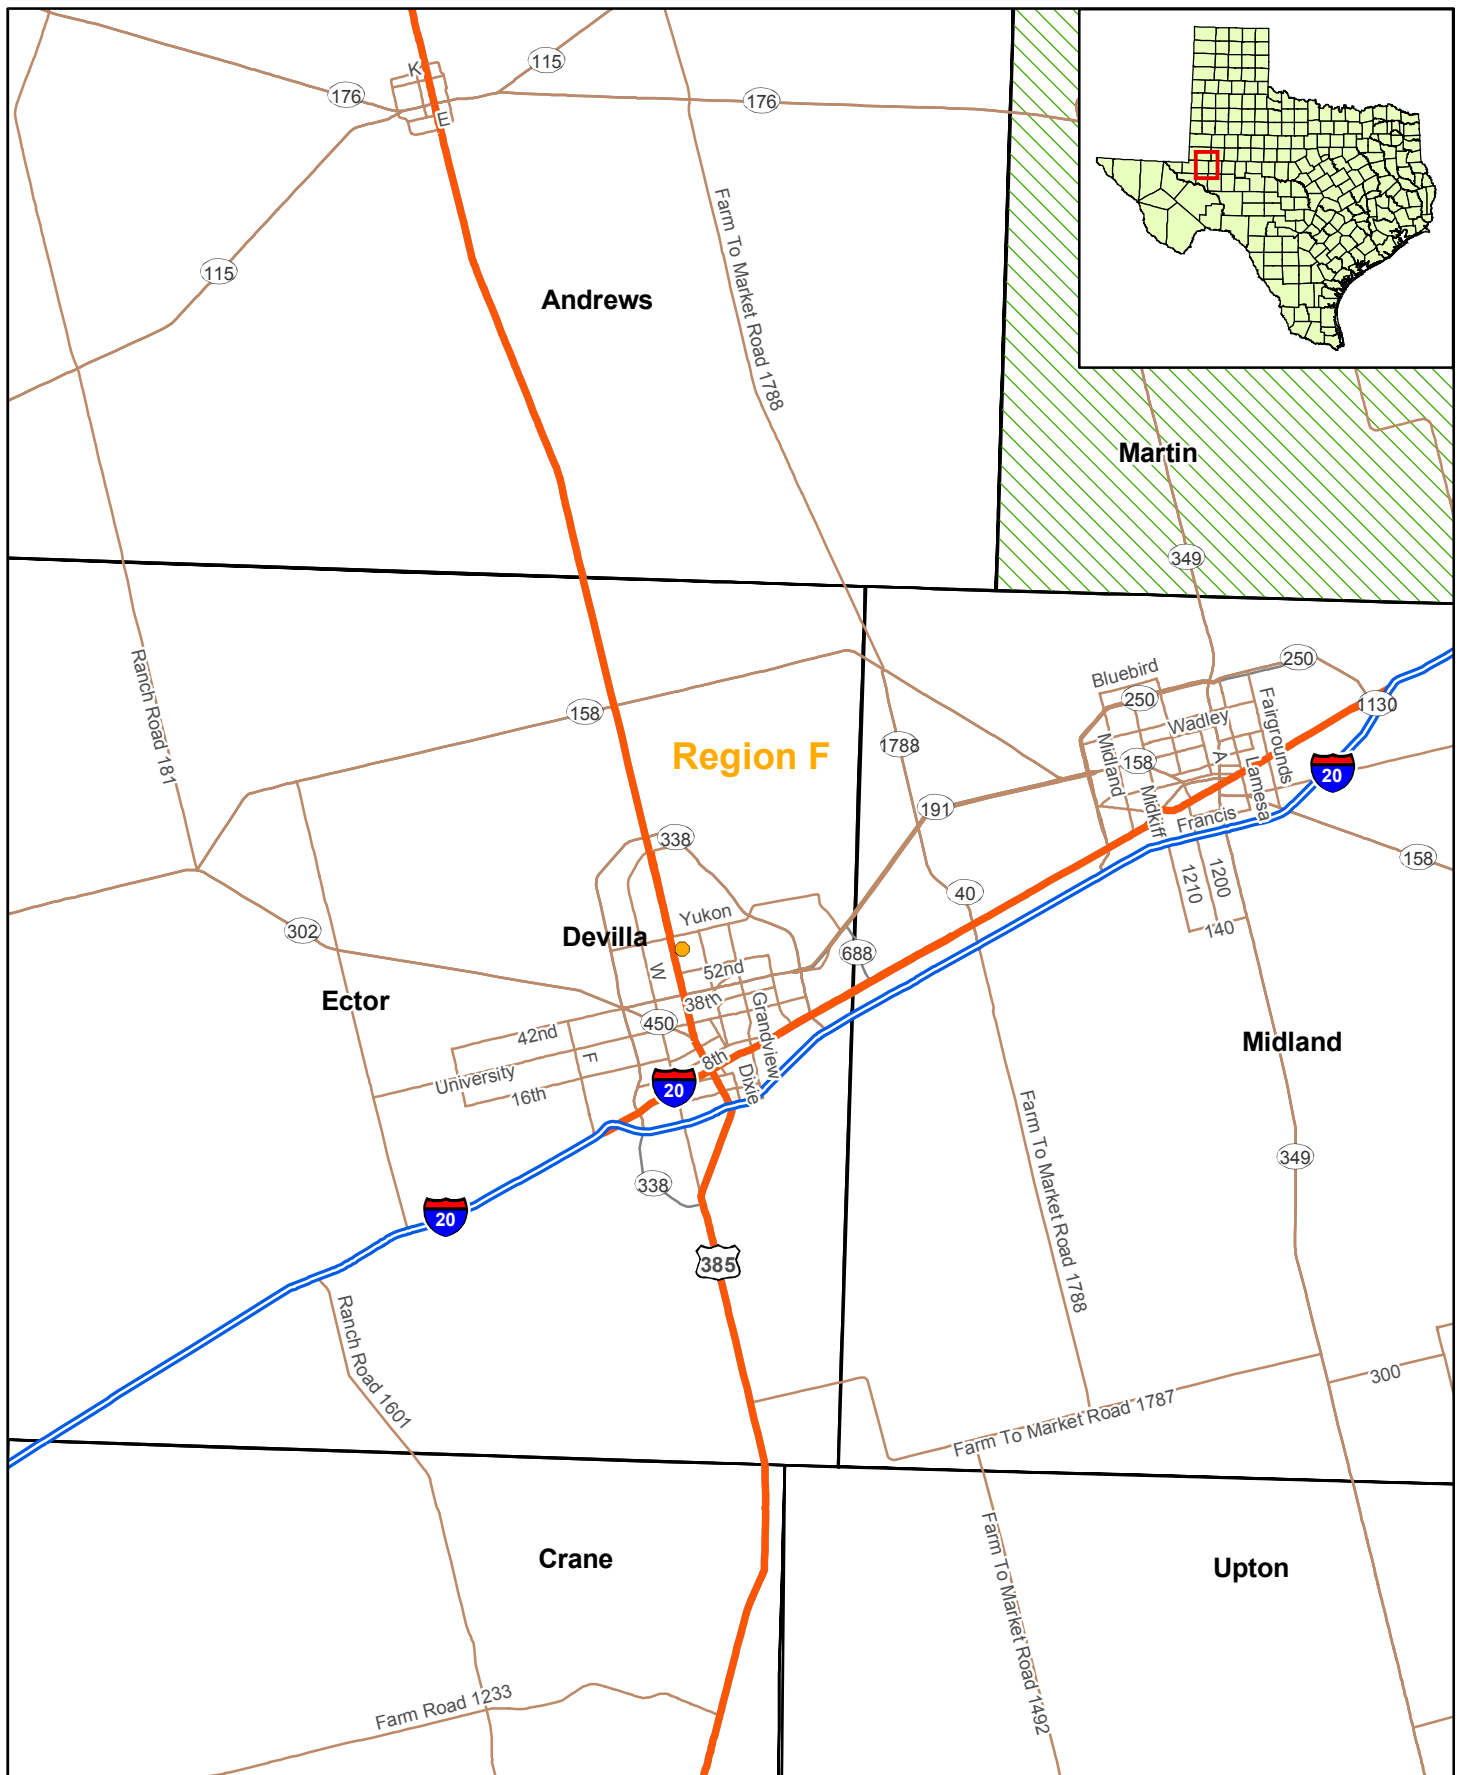 K
115
176
176
E
Farm To Market Road 1788
115
Andrews
Martin
349
Ranch Road 181
Bluebird
250
250
Fairgrounds
1130
158
Wadley
Region F
1788
Midland
158
A
Lamesa
20
Midkiff
191
Francis
338
158
1210
1200
40
Yukon
302
Devilla
140
688
W
52nd
Ector
38th
Grandview
450
42nd
Midland
F
8th
University
Dixie
20
16th
Farm To Market Road 1788
349
338
20
385
Ranch Road 1601
300
Farm To Market Road 1787
Crane
Upton
Farm To Market Road 1492
Farm Road 1233